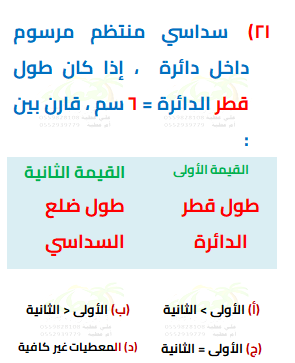 ٢١) سداسي منتظم مرسوم
داخل دائرة ، إذا كان طول
قطر الدائرة = ٦ سم ، قارن بين
:
القيمة الأولى القيمة الثانية
طول قطر طول ضلع
الدائرة السداسي
(أ) الأولى > الثانية (ب) الأولى < الثانية
(ج) الأولى = الثانية (د) المعطيات غير كافية